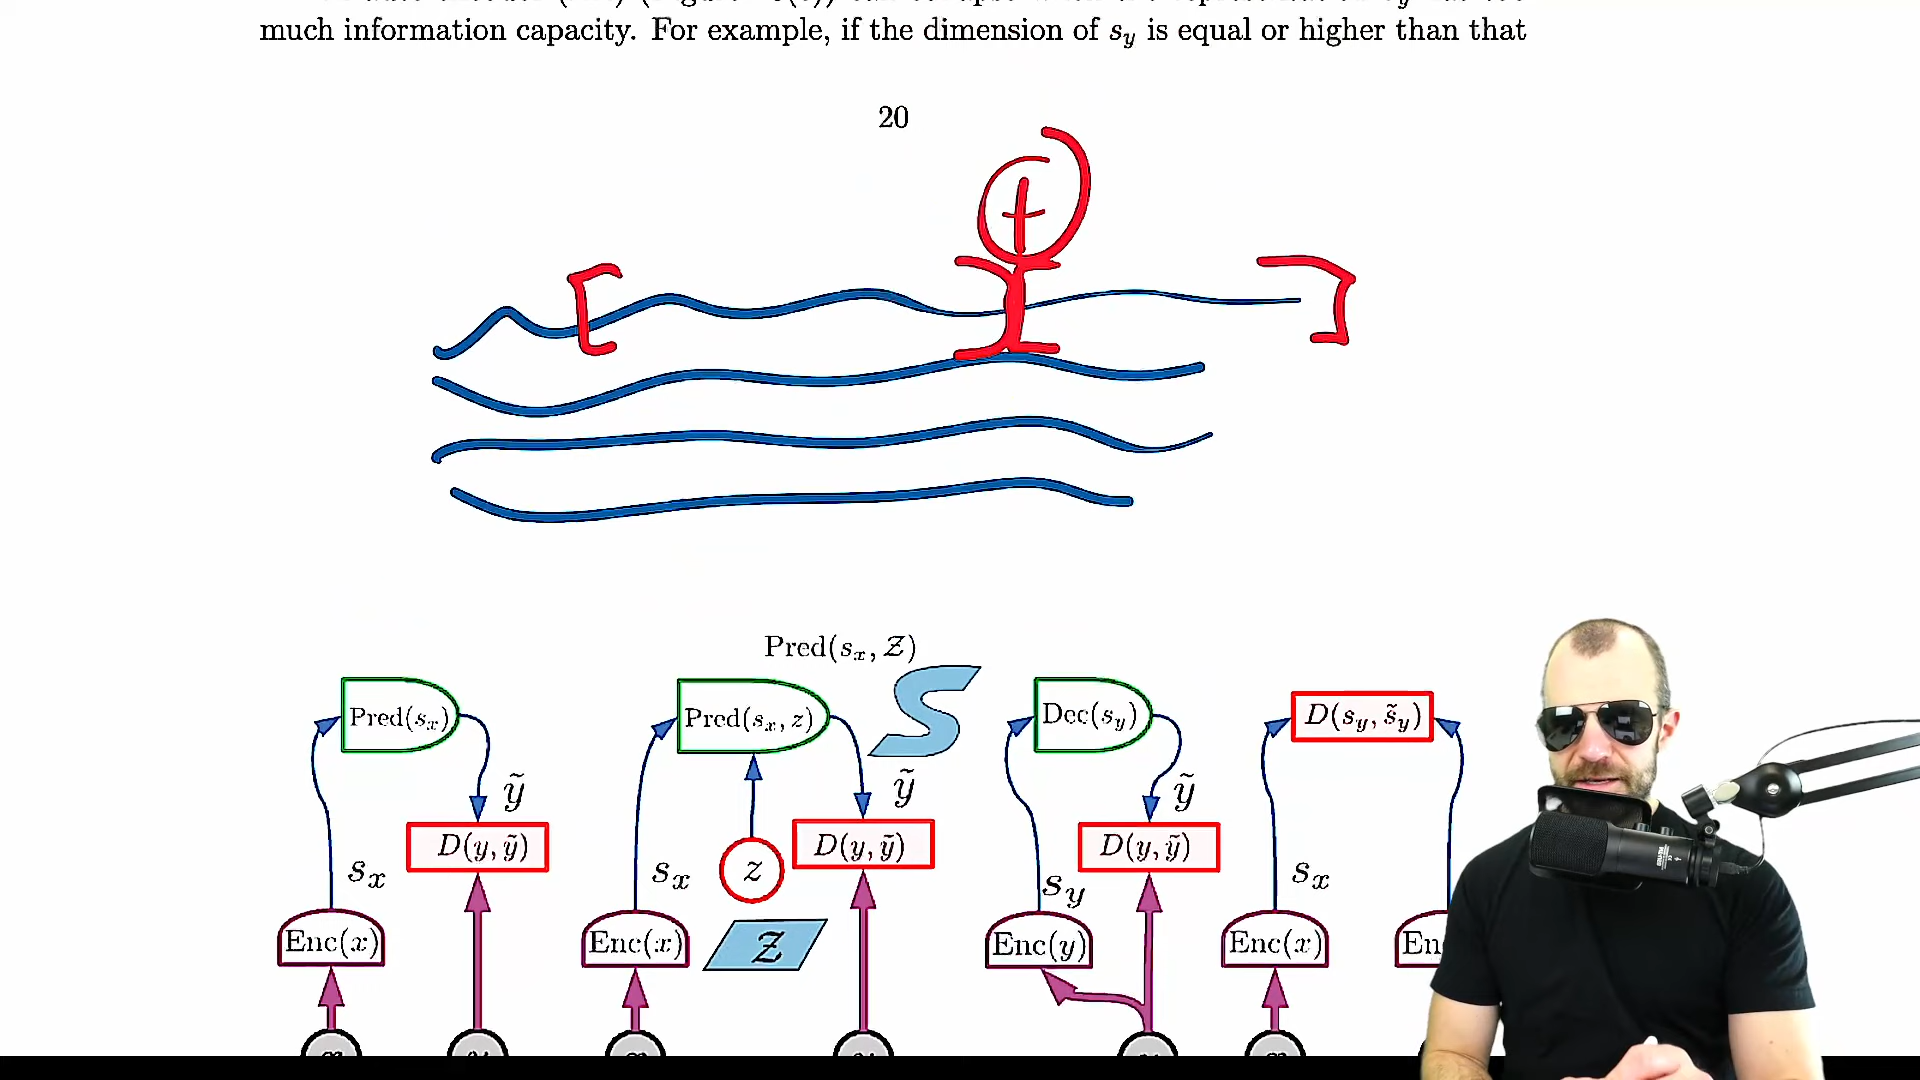 much information capacity. For example, if the dimension of s_y is equal or higher than that
20
Pred(s_x, Z)
Pred(s_x)
Pred(s_x, z)
Dec(s_y)
D(s_y, s̃_y)
ỹ
ỹ
ỹ
D(y, ỹ)
D(y, ỹ)
D(y, ỹ)
s_x
s_x
z
s_y
s_x
Enc(x)
Enc(x)
Z
Enc(y)
Enc(x)